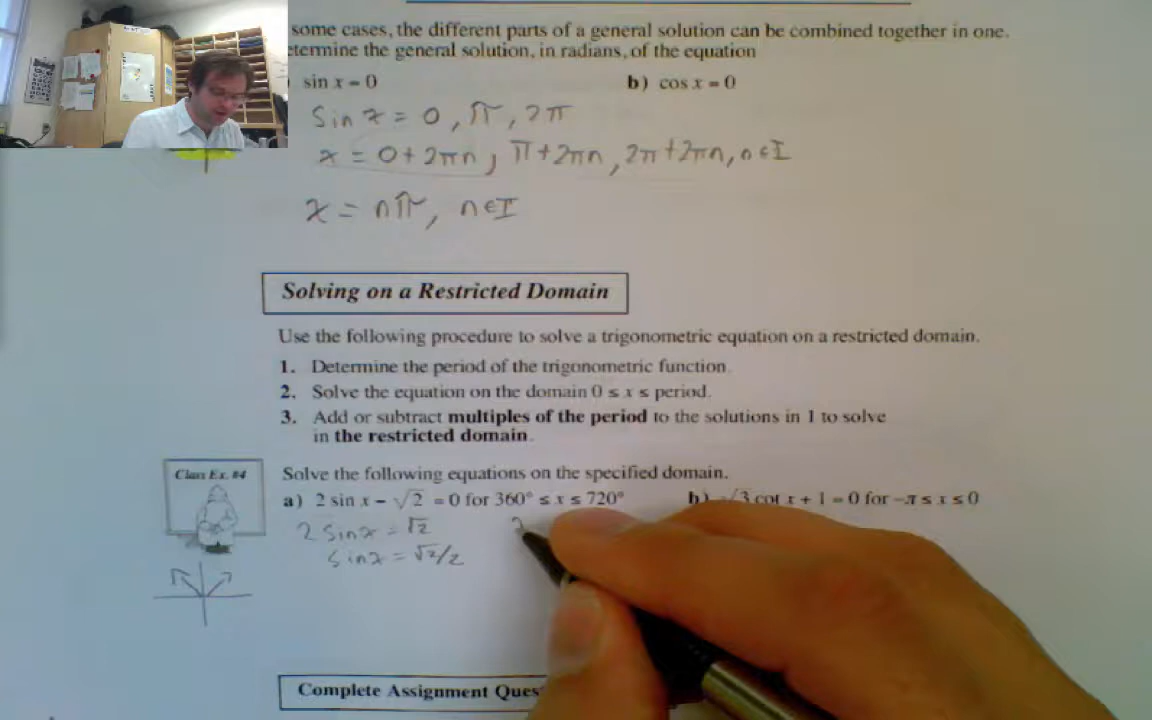 some cases, the different parts of a general solution can be combined together in one.
etermine the general solution, in radians, of the equation
sin x = 0 b) cos x = 0
Sin x = 0, π, 2π
x = 0 + 2πn, π + 2πn, 2π + 2πn, n ∈ I
x = nπ, n ∈ I
Solving on a Restricted Domain
Use the following procedure to solve a trigonometric equation on a restricted domain.
1. Determine the period of the trigonometric function.
2. Solve the equation on the domain 0 ≤ x ≤ period.
3. Add or subtract multiples of the period to the solutions in 1 to solve
in the restricted domain.
Class Ex. #4
Solve the following equations on the specified domain.
a) 2 sin x − √2 = 0 for 360° ≤ x ≤ 720° b) √3 cot x + 1 = 0 for −π ≤ x ≤ 0
2 sin x = √2
sin x = √2/2
Complete Assignment Ques